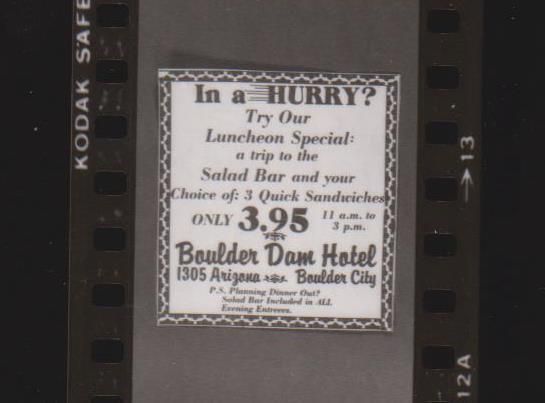 KODAK SAFE
In a HURRY?
Try Our
Luncheon Special:
a trip to the
Salad Bar and your
Choice of: 3 Quick Sandwiches
ONLY 3.95 11 a.m. to
3 p.m.
Boulder Dam Hotel
1305 Arizona Boulder City
P.S. Planning Dinner Out?
Salad Bar Included in ALL
Evening Entrees.
→13
12A